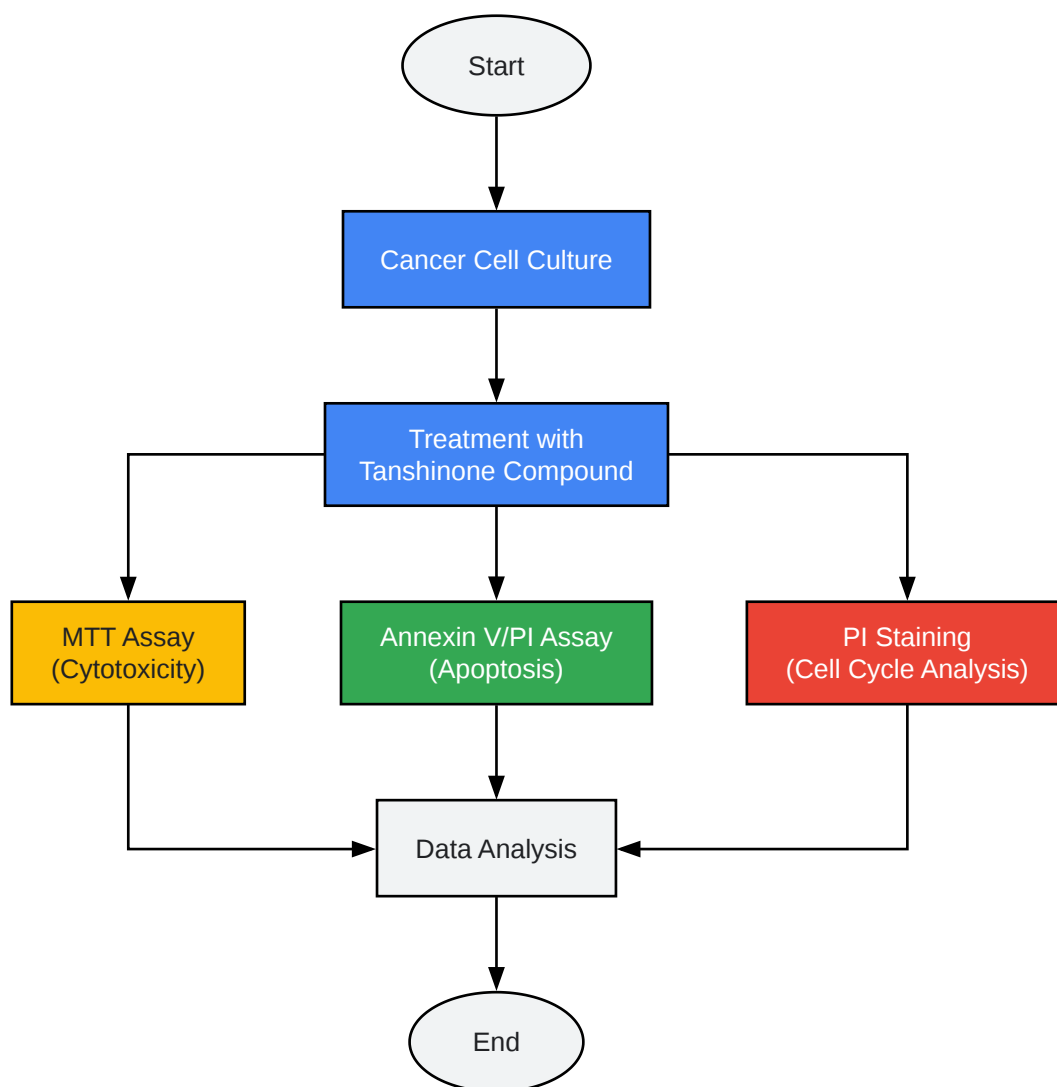 Start
Cancer Cell Culture
Treatment with
Tanshinone Compound
MTT Assay
(Cytotoxicity)
Annexin V/PI Assay
(Apoptosis)
PI Staining
(Cell Cycle Analysis)
Data Analysis
End